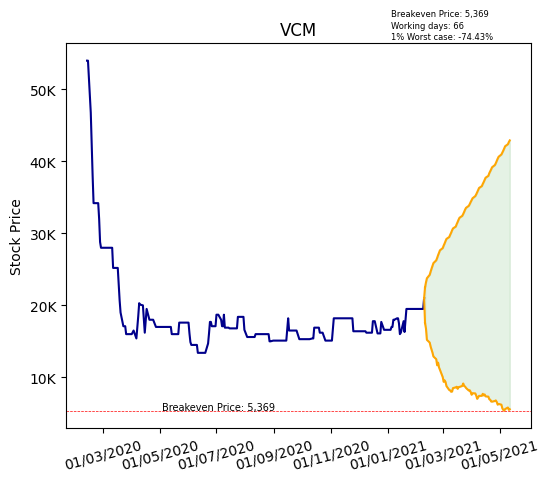 Breakeven Price: 5,369
Working days: 66
1% Worst case: -74.43%
VCM
Stock Price
50K
40K
30K
20K
10K
Breakeven Price: 5,369
01/03/2020 01/05/2020 01/07/2020 01/09/2020 01/11/2020 01/01/2021 01/03/2021 01/05/2021